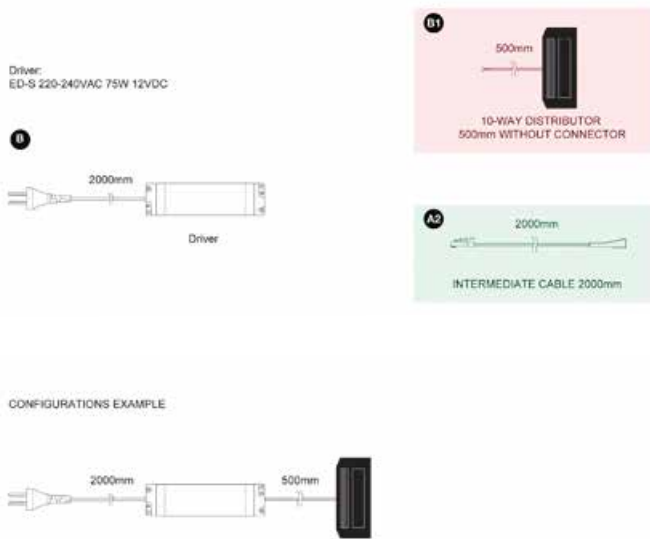 Driver:
ED-S 220-240VAC 75W 12VDC
B
2000mm
Driver
B1
500mm
10-WAY DISTRIBUTOR
500mm WITHOUT CONNECTOR
A2
2000mm
INTERMEDIATE CABLE 2000mm
CONFIGURATIONS EXAMPLE
2000mm
500mm